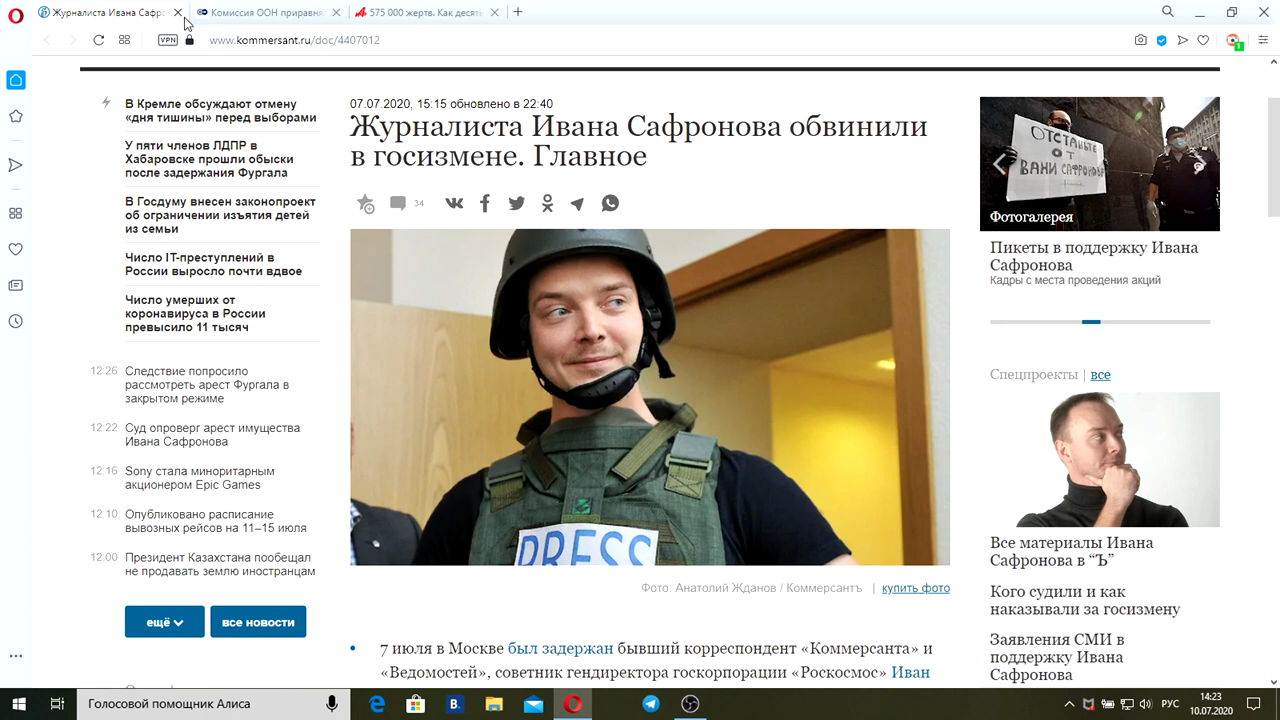 Журналиста Ивана Сафро
Комиссия ООН приравня
575 000 жертв. Как десять
VPN
www.kommersant.ru/doc/4407012
1
В Кремле обсуждают отмену
«дня тишины» перед выборами
У пяти членов ЛДПР в
Хабаровске прошли обыски
после задержания Фургала
В Госдуму внесен законопроект
об ограничении изъятия детей
из семьи
Число IT-преступлений в
России выросло почти вдвое
Число умерших от
коронавируса в России
превысило 11 тысяч
12:26 Следствие попросило
рассмотреть арест Фургала в
закрытом режиме
12:22 Суд опроверг арест имущества
Ивана Сафронова
12:16 Sony стала миноритарным
акционером Epic Games
12:10 Опубликовано расписание
вывозных рейсов на 11–15 июля
12:00 Президент Казахстана пообещал
не продавать землю иностранцам
ещё
все новости
07.07.2020, 15:15 обновлено в 22:40
Журналиста Ивана Сафронова обвинили
в госизмене. Главное
34
PRESS
Фото: Анатолий Жданов / Коммерсантъ | купить фото
7 июля в Москве был задержан бывший корреспондент «Коммерсанта» и
«Ведомостей», советник гендиректора госкорпорации «Роскосмос» Иван
ОТСТАНЬТЕ
ОТ
ВАНИ САФРОНОВА
Фотогалерея
Пикеты в поддержку Ивана
Сафронова
Кадры с места проведения акций
Спецпроекты | все
Все материалы Ивана
Сафронова в “Ъ”
Кого судили и как
наказывали за госизмену
Заявления СМИ в
поддержку Ивана
Сафронова
Голосовой помощник Алиса
B.
РУС
14:23
10.07.2020